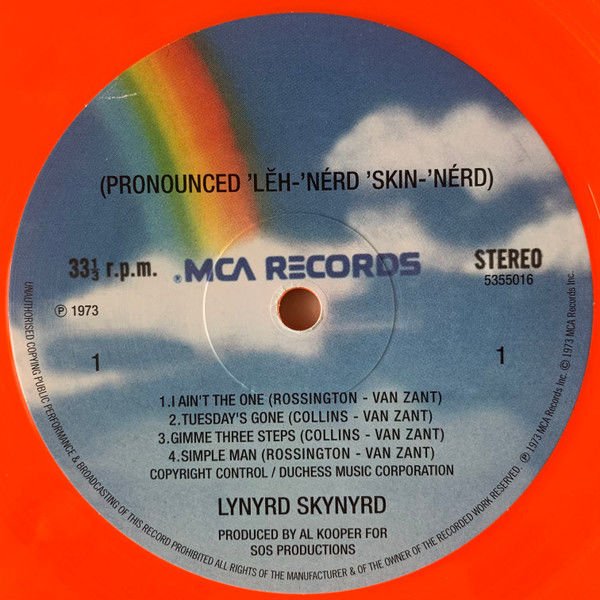 (PRONOUNCED 'LĔH-'NÉRD 'SKIN-'NÉRD)
33⅓ r.p.m.
®MCA RECORDS
STEREO
5355016
℗ 1973
1
1
1.I AIN'T THE ONE (ROSSINGTON - VAN ZANT)
2.TUESDAY'S GONE (COLLINS - VAN ZANT)
3.GIMME THREE STEPS (COLLINS - VAN ZANT)
4.SIMPLE MAN (ROSSINGTON - VAN ZANT)
COPYRIGHT CONTROL / DUCHESS MUSIC CORPORATION
LYNYRD SKYNYRD
PRODUCED BY AL KOOPER FOR
SOS PRODUCTIONS
UNAUTHORISED COPYING PUBLIC PERFORMANCE & BROADCASTING OF THIS RECORD PROHIBITED ALL RIGHTS OF THE MANUFACTURER & OF THE OWNER OF THE RECORDED WORK RESERVED. ℗ 1973 MCA Records Inc. © 1973 MCA Records Inc.